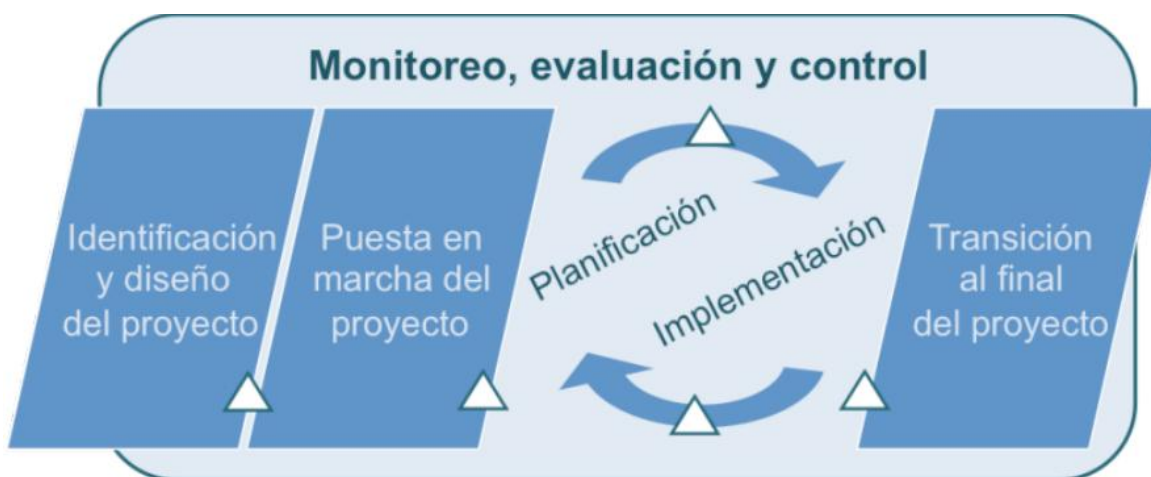 Monitoreo, evaluación y control
Identificación
y diseño
del proyecto
Puesta en
marcha del
proyecto
Planificación
Implementación
Transición
al final
del proyecto